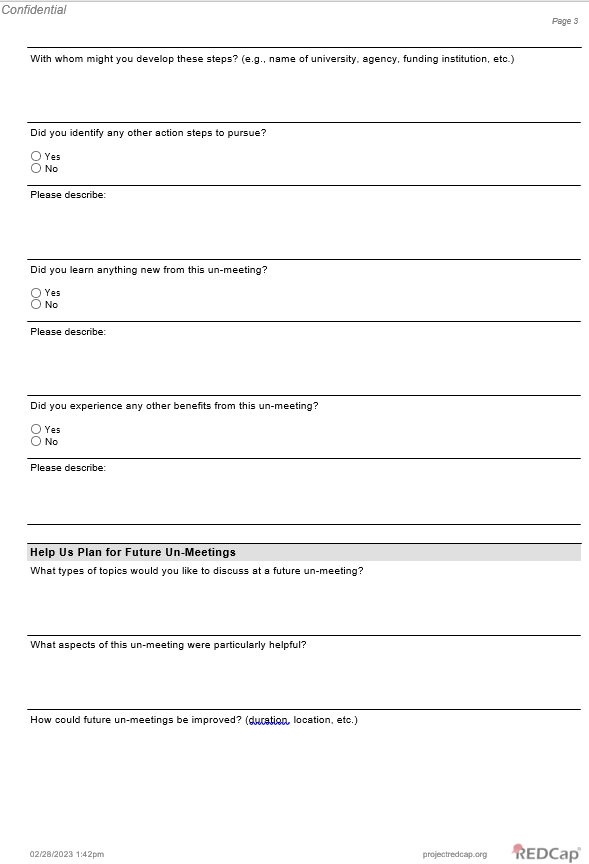 Confidential
Page 3
With whom might you develop these steps? (e.g., name of university, agency, funding institution, etc.)
Did you identify any other action steps to pursue?
Yes
No
Please describe:
Did you learn anything new from this un-meeting?
Yes
No
Please describe:
Did you experience any other benefits from this un-meeting?
Yes
No
Please describe:
Help Us Plan for Future Un-Meetings
What types of topics would you like to discuss at a future un-meeting?
What aspects of this un-meeting were particularly helpful?
How could future un-meetings be improved? (duration, location, etc.)
02/28/2023 1:42pm
projectredcap.org
REDCap